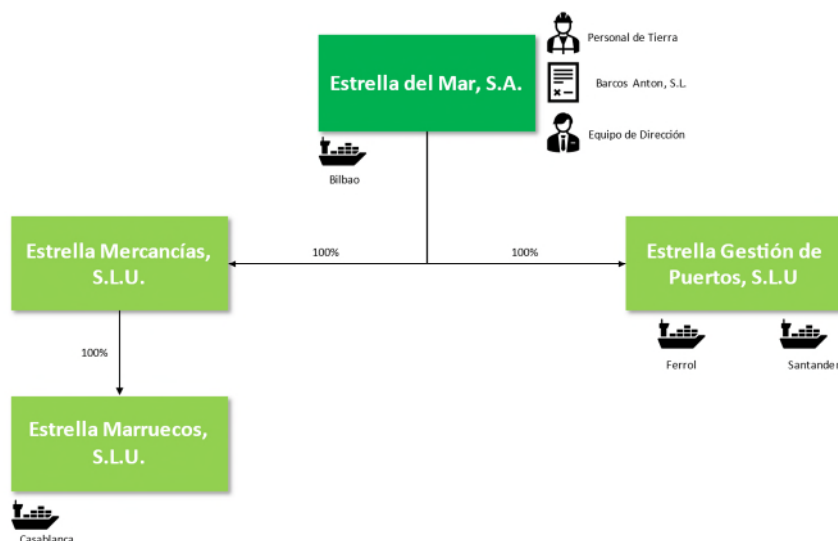 Personal de Tierra
Estrella del Mar, S.A.
Barcos Anton, S.L.
Equipo de Dirección
Bilbao
Estrella Mercancías,
S.L.U.
100%
100%
Estrella Gestión de
Puertos, S.L.U
100%
Ferrol
Santander
Estrella Marruecos,
S.L.U.
Casablanca